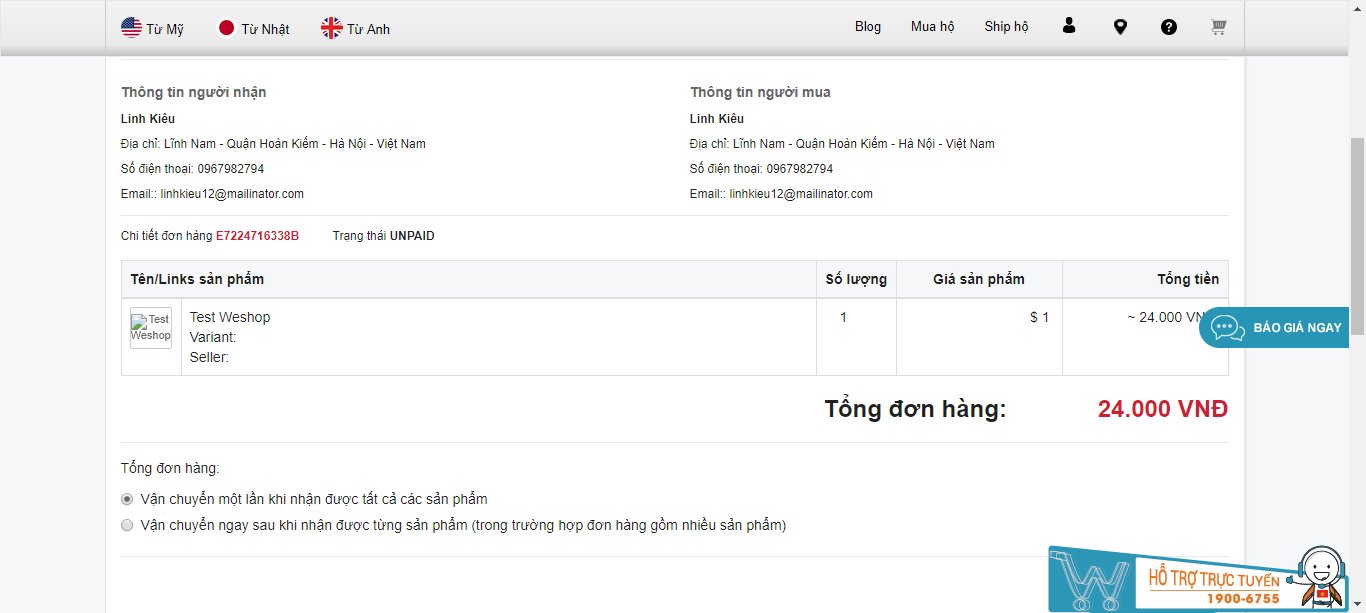 Từ Mỹ Từ Nhật Từ Anh Blog Mua hộ Ship hộ
Thông tin người nhận
Linh Kiêu
Địa chỉ: Lĩnh Nam - Quận Hoàn Kiếm - Hà Nội - Việt Nam
Số điện thoại: 0967982794
Email:: linhkieu12@mailinator.com
Thông tin người mua
Linh Kiêu
Địa chỉ: Lĩnh Nam - Quận Hoàn Kiếm - Hà Nội - Việt Nam
Số điện thoại: 0967982794
Email:: linhkieu12@mailinator.com
Chi tiết đơn hàng E7224716338B Trạng thái UNPAID
Tên/Links sản phẩm Số lượng Giá sản phẩm Tổng tiền
Test Weshop
Test Weshop 1 $ 1 ~ 24.000 VN
Variant:
Seller:
BÁO GIÁ NGAY
Tổng đơn hàng: 24.000 VNĐ
Tổng đơn hàng:
Vận chuyển một lần khi nhận được tất cả các sản phẩm
Vận chuyển ngay sau khi nhận được từng sản phẩm (trong trường hợp đơn hàng gồm nhiều sản phẩm)
HỖ TRỢ TRỰC TUYẾN
1900-6755